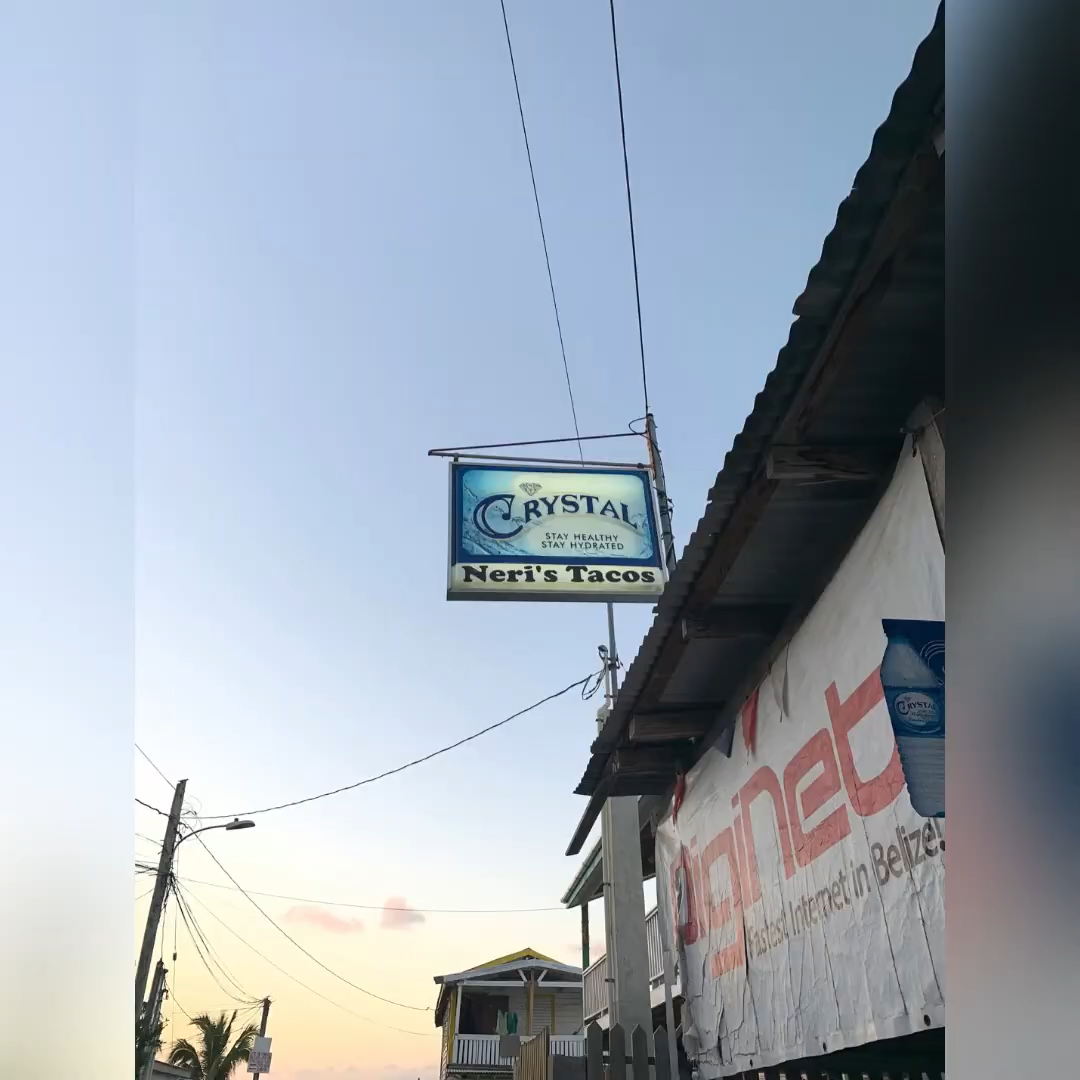 CRYSTAL
STAY HEALTHY
STAY HYDRATED
Neri's Tacos
DigiNet
Fastest Internet in Belize!
CRYSTAL